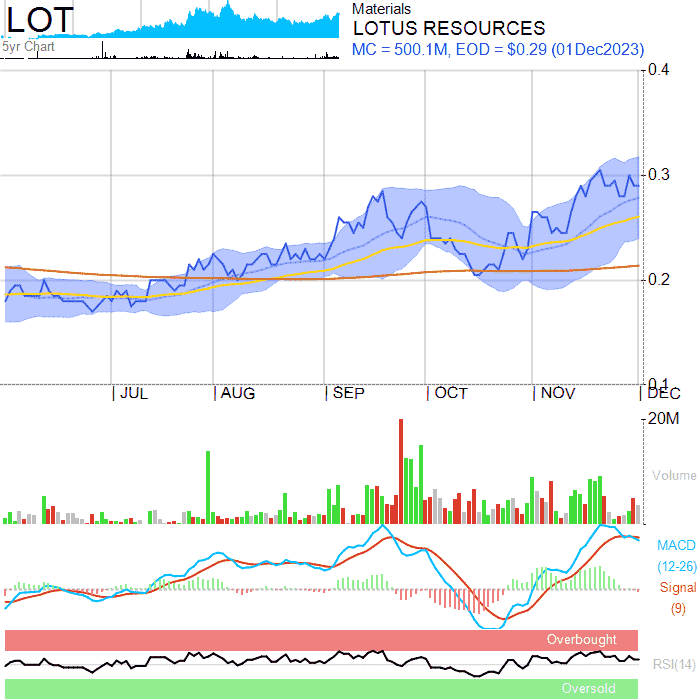 LOT
5yr Chart
Materials
LOTUS RESOURCES
MC = 500.1M, EOD = $0.29 (01Dec2023)
0.4
0.3
0.2
0.1
JUL
AUG
SEP
OCT
NOV
DEC
20M
Volume
MACD
(12-26)
Signal
(9)
Overbought
RSI(14)
Oversold